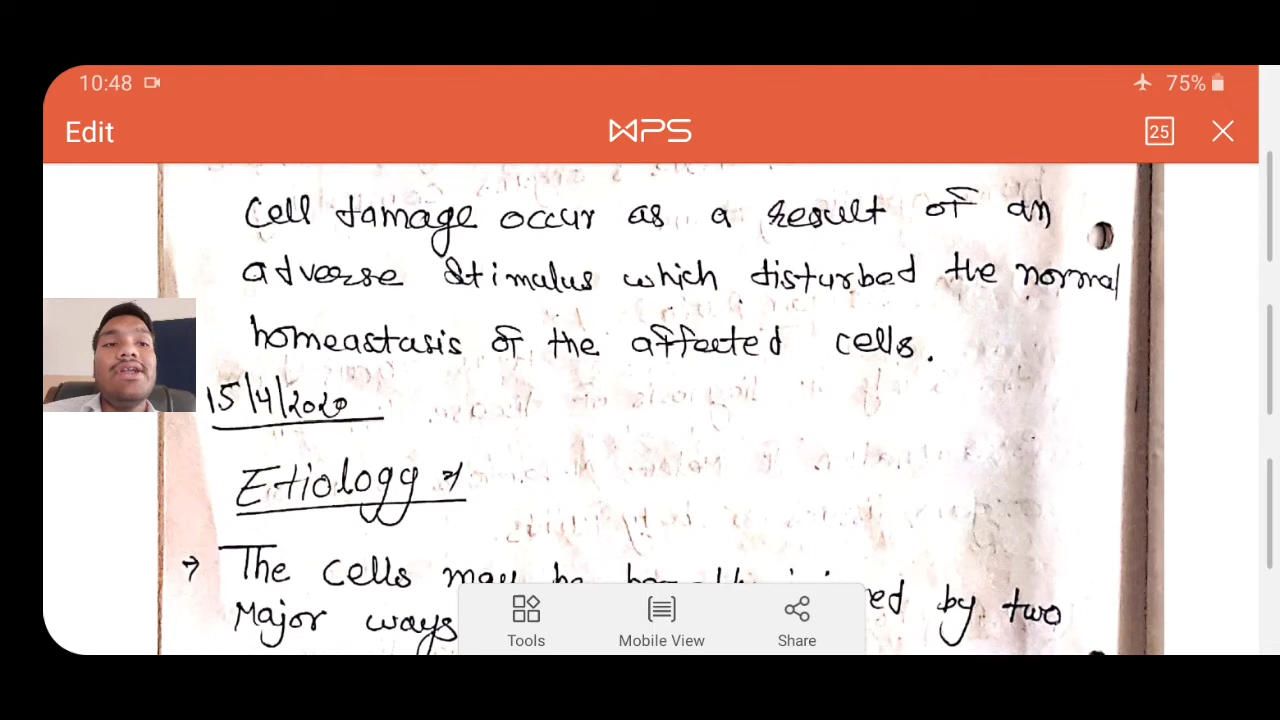 10:48
75%
Edit
WPS
25
Cell damage occur as a result of an
adverse stimulus which disturbed the normal
homeastasis of the affected cells.
15/4/2020
Etiology
→ The cells may be
ed by two
Major ways
Tools
Mobile View
Share